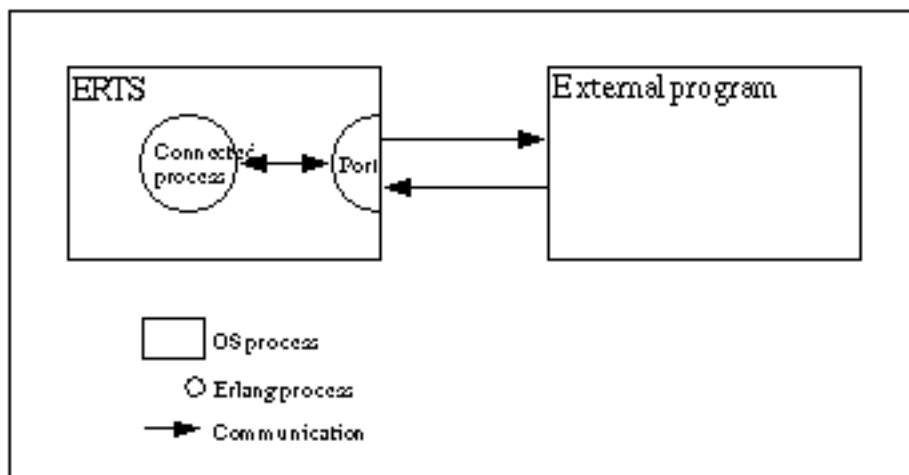 ERTS
External program
Connected
process
Port
OS process
Erlang process
Communication